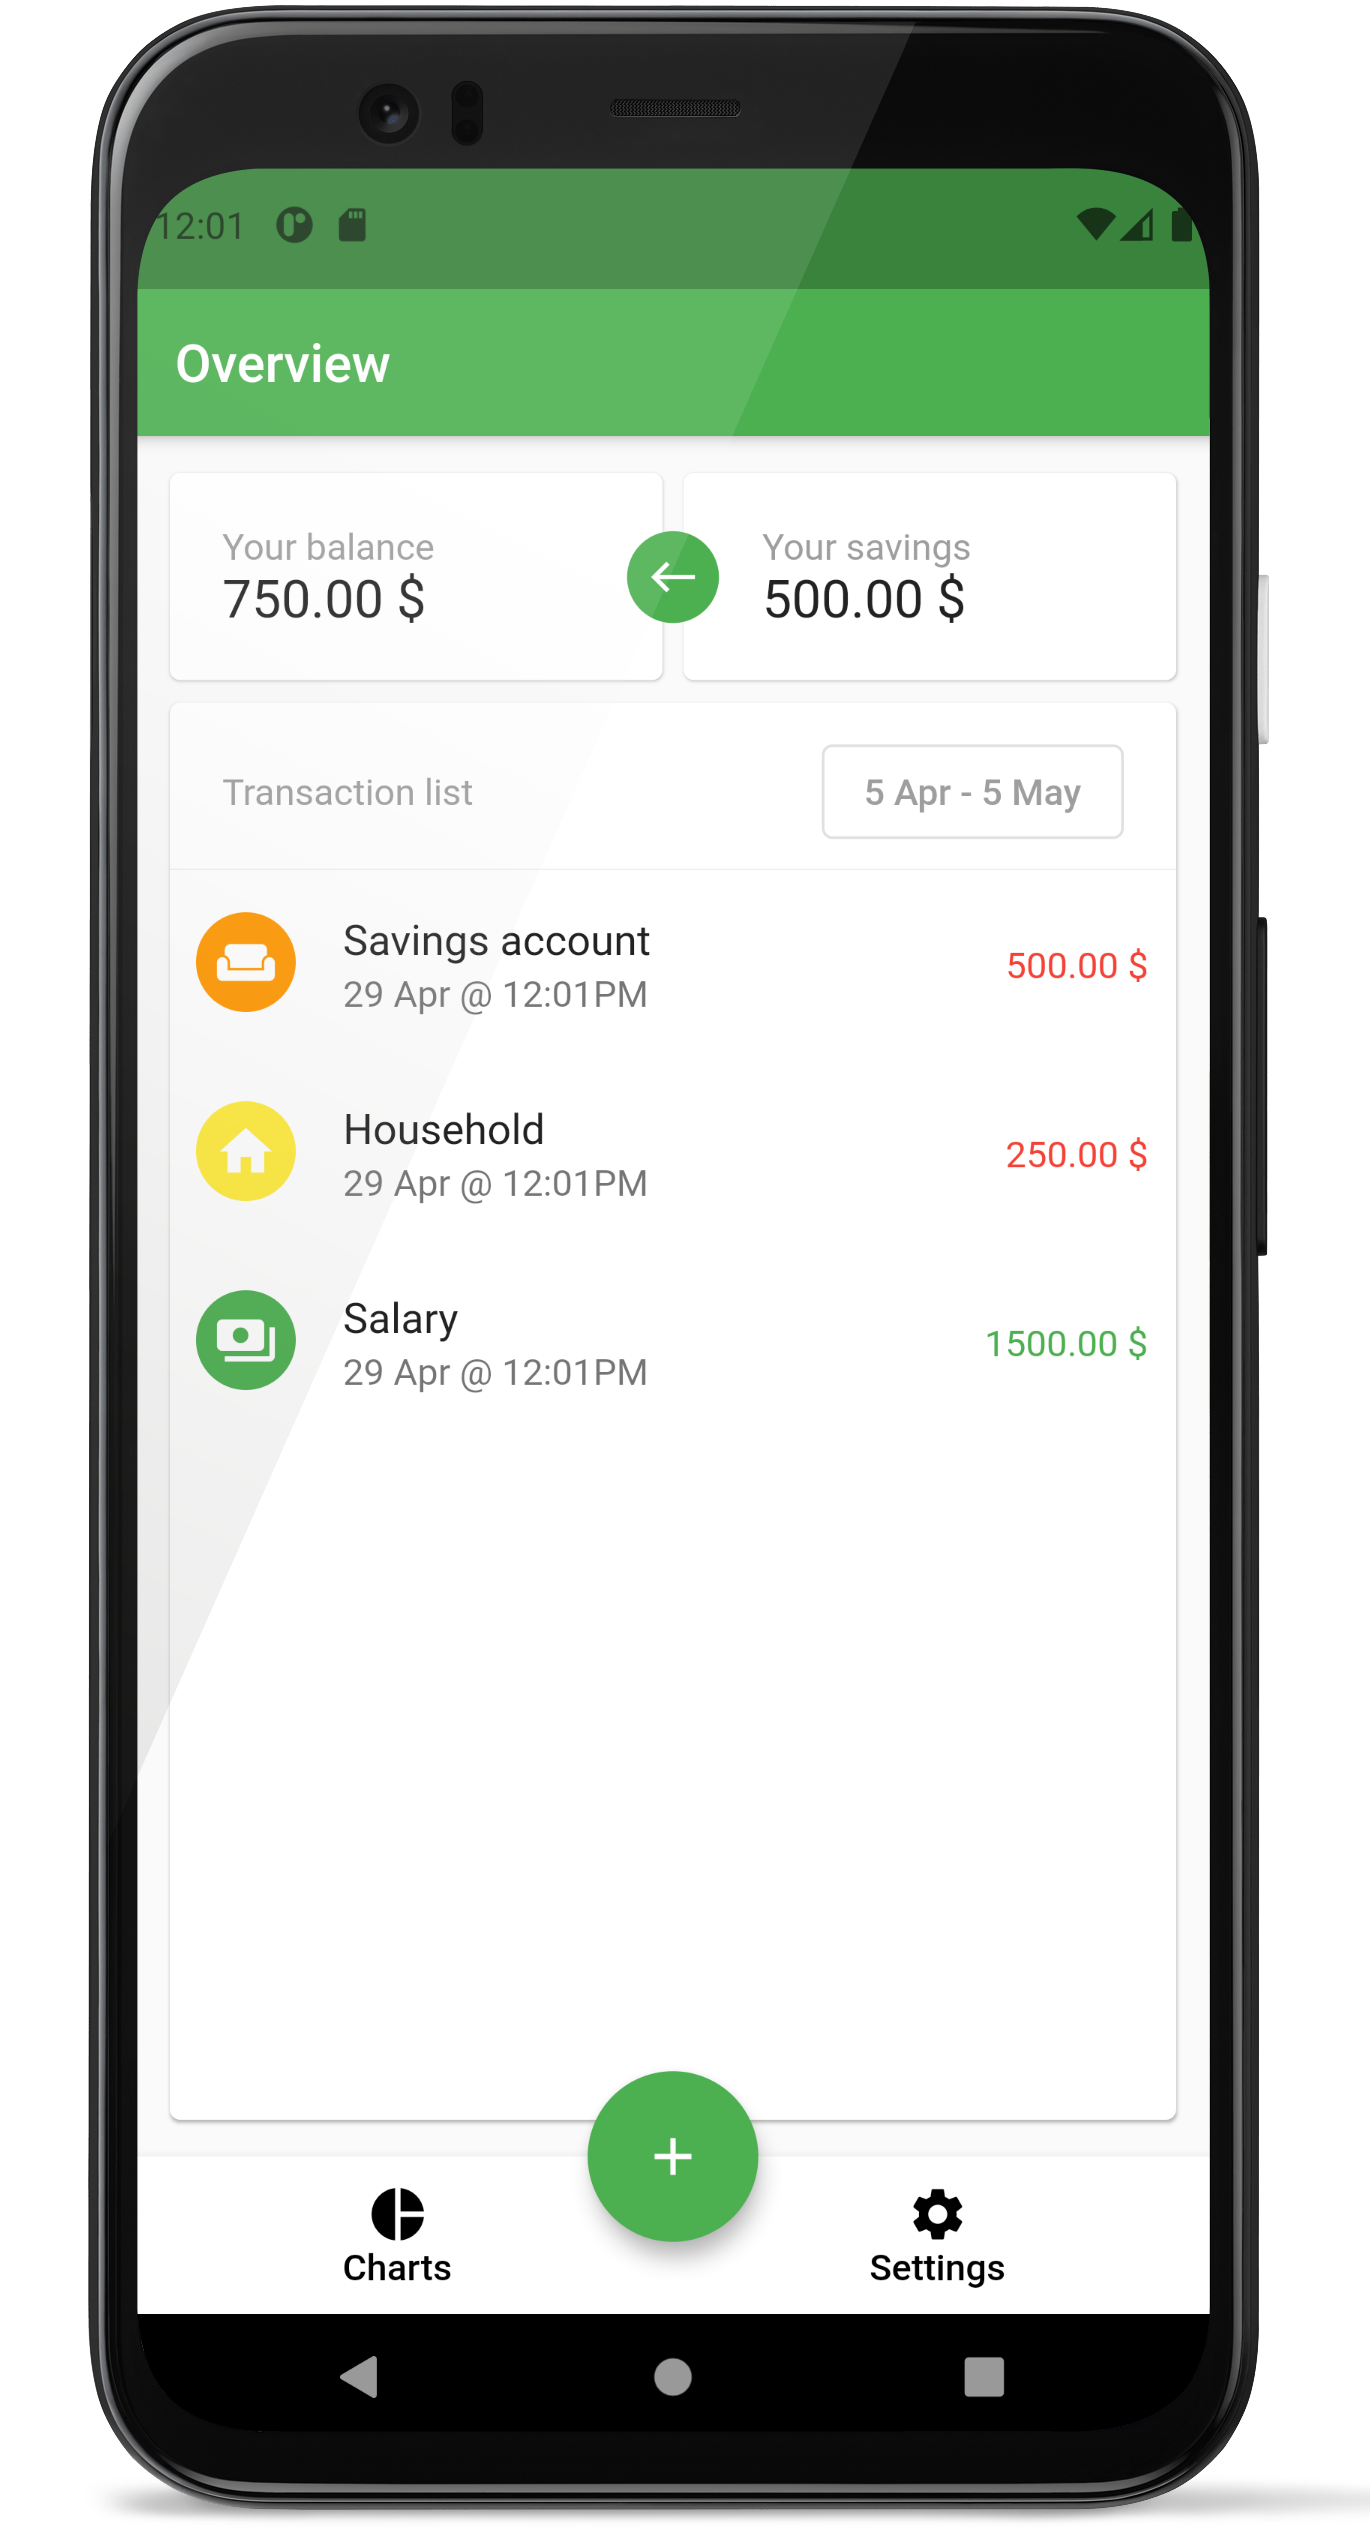 12:01
Overview
Your balance
750.00 $
Your savings
500.00 $
Transaction list
5 Apr - 5 May
Savings account
29 Apr @ 12:01PM
500.00 $
Household
29 Apr @ 12:01PM
250.00 $
Salary
29 Apr @ 12:01PM
1500.00 $
Charts
Settings